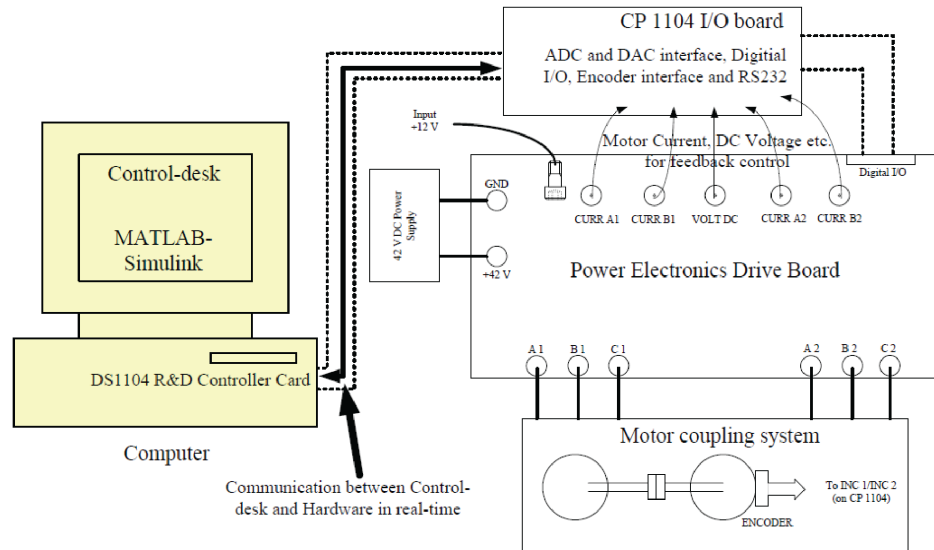 CP 1104 I/O board
ADC and DAC interface, Digitial
I/O, Encoder interface and RS232
Input
+12 V
Motor Current, DC Voltage etc.
for feedback control
Digital I/O
Control-desk
MATLAB-
Simulink
42 V DC Power
Supply
GND
+42 V
CURR A1
CURR B1
VOLT DC
CURR A2
CURR B2
Power Electronics Drive Board
DS1104 R&D Controller Card
Computer
A 1
B 1
C 1
A 2
B 2
C 2
Motor coupling system
ENCODER
To INC 1/INC 2
(on CP 1104)
Communication between Control-
desk and Hardware in real-time